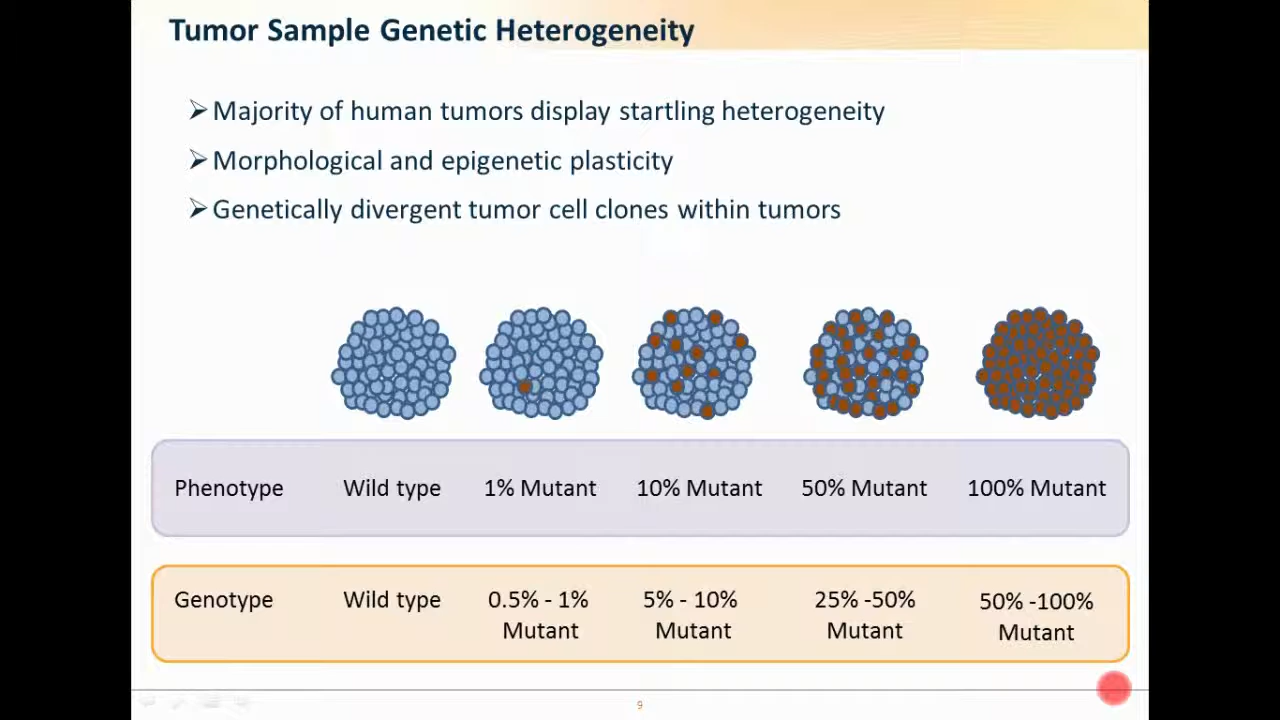 Tumor Sample Genetic Heterogeneity
➢Majority of human tumors display startling heterogeneity
➢Morphological and epigenetic plasticity
➢Genetically divergent tumor cell clones within tumors
Phenotype Wild type 1% Mutant 10% Mutant 50% Mutant 100% Mutant
Genotype Wild type 0.5% - 1% 5% - 10% 25% -50% 50% -100%
Mutant Mutant Mutant Mutant
9